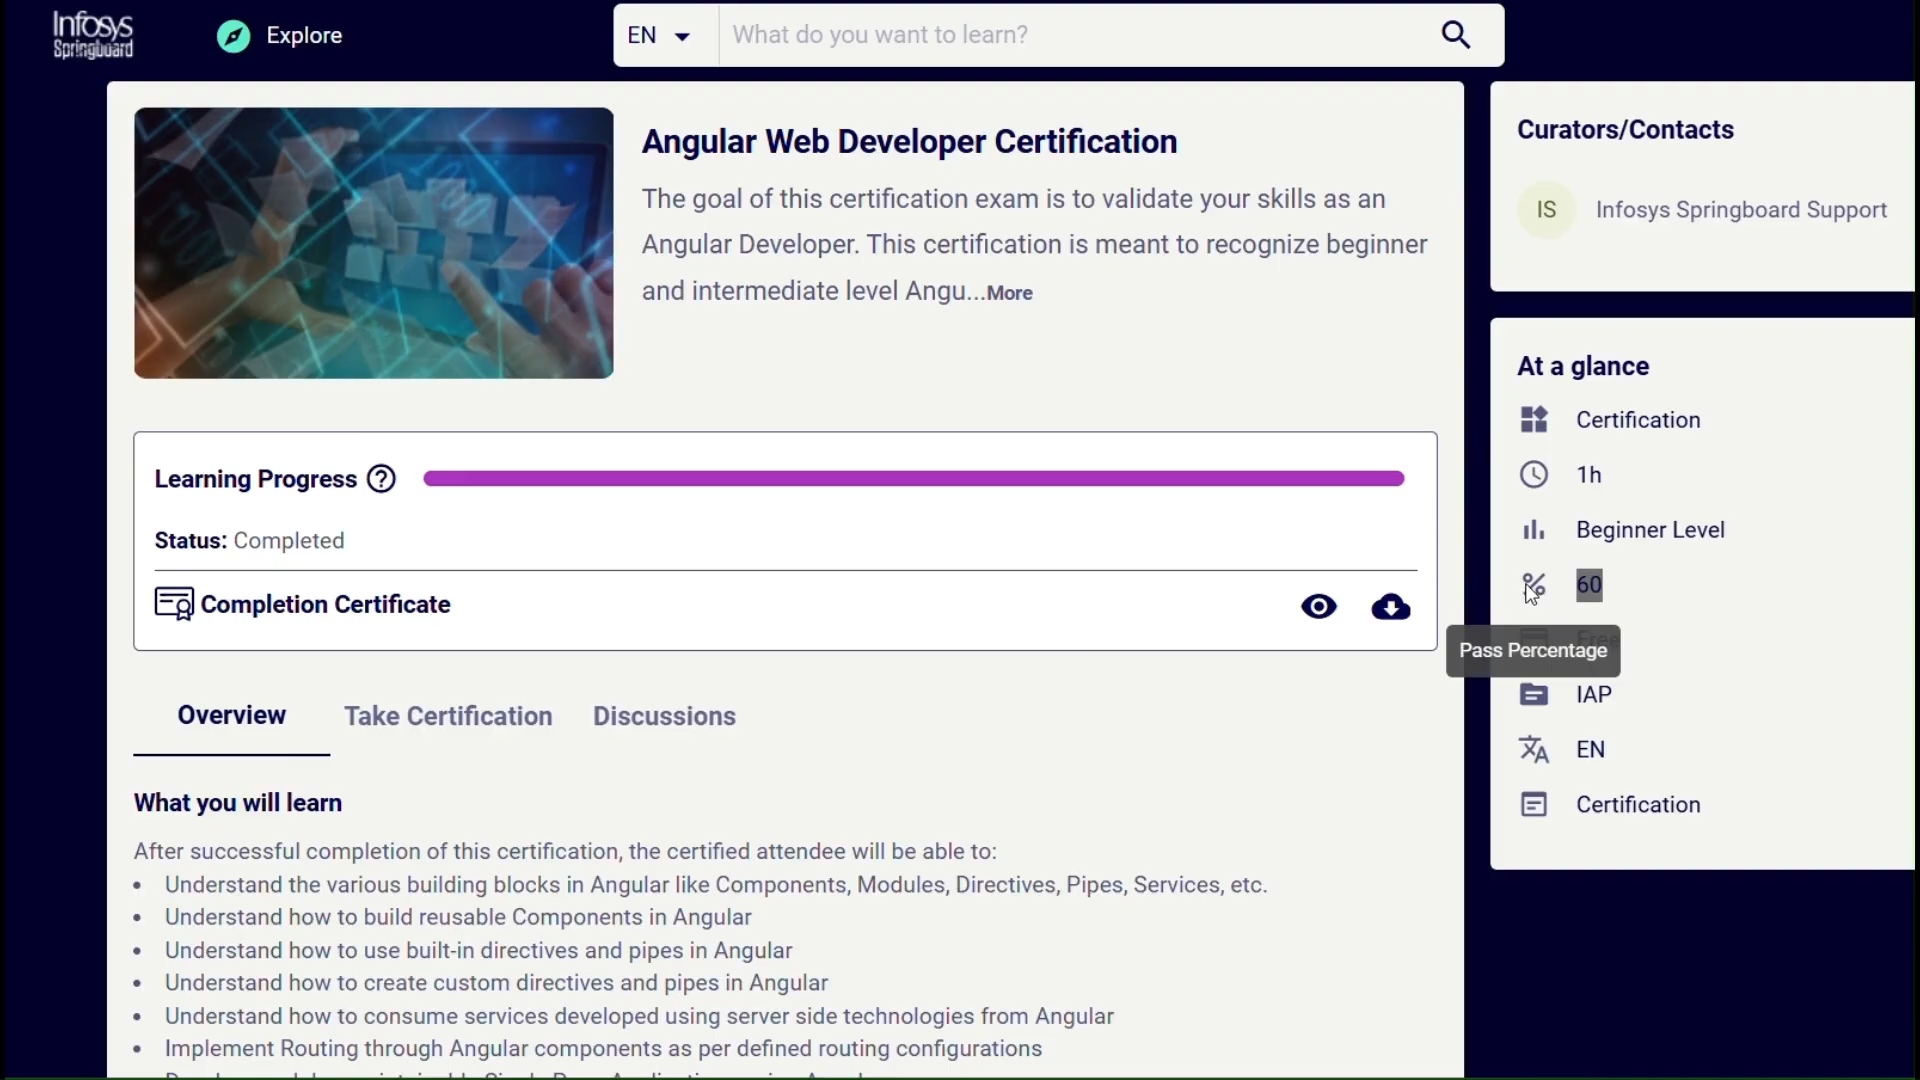 Infosys
Springboard
Explore
EN
What do you want to learn?
Angular Web Developer Certification
The goal of this certification exam is to validate your skills as an
Angular Developer. This certification is meant to recognize beginner
and intermediate level Angu...More
Learning Progress
Status: Completed
Completion Certificate
Overview
Take Certification
Discussions
What you will learn
After successful completion of this certification, the certified attendee will be able to:
• Understand the various building blocks in Angular like Components, Modules, Directives, Pipes, Services, etc.
• Understand how to build reusable Components in Angular
• Understand how to use built-in directives and pipes in Angular
• Understand how to create custom directives and pipes in Angular
• Understand how to consume services developed using server side technologies from Angular
• Implement Routing through Angular components as per defined routing configurations
Curators/Contacts
IS
Infosys Springboard Support
At a glance
Certification
1h
Beginner Level
60
Free
Pass Percentage
IAP
EN
Certification